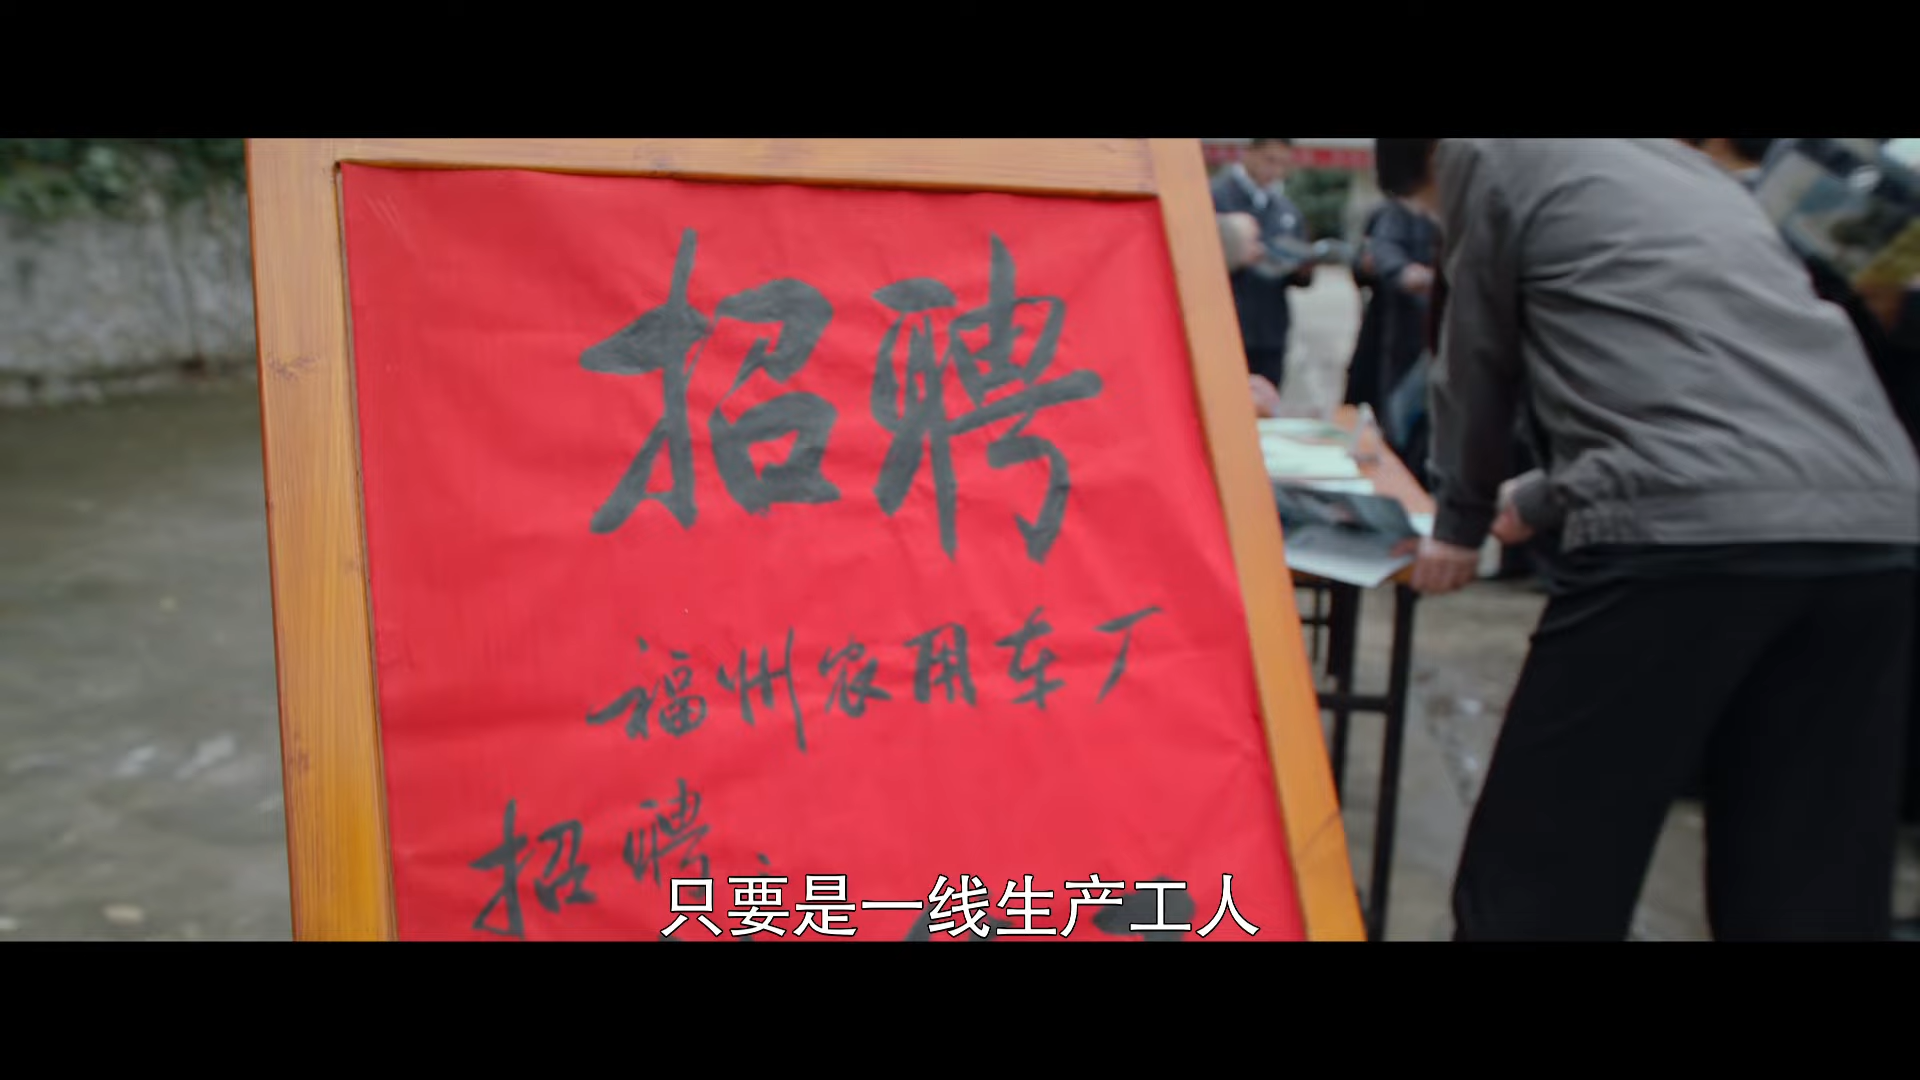 招聘
福州农用车厂
招聘
只要是一线生产工人